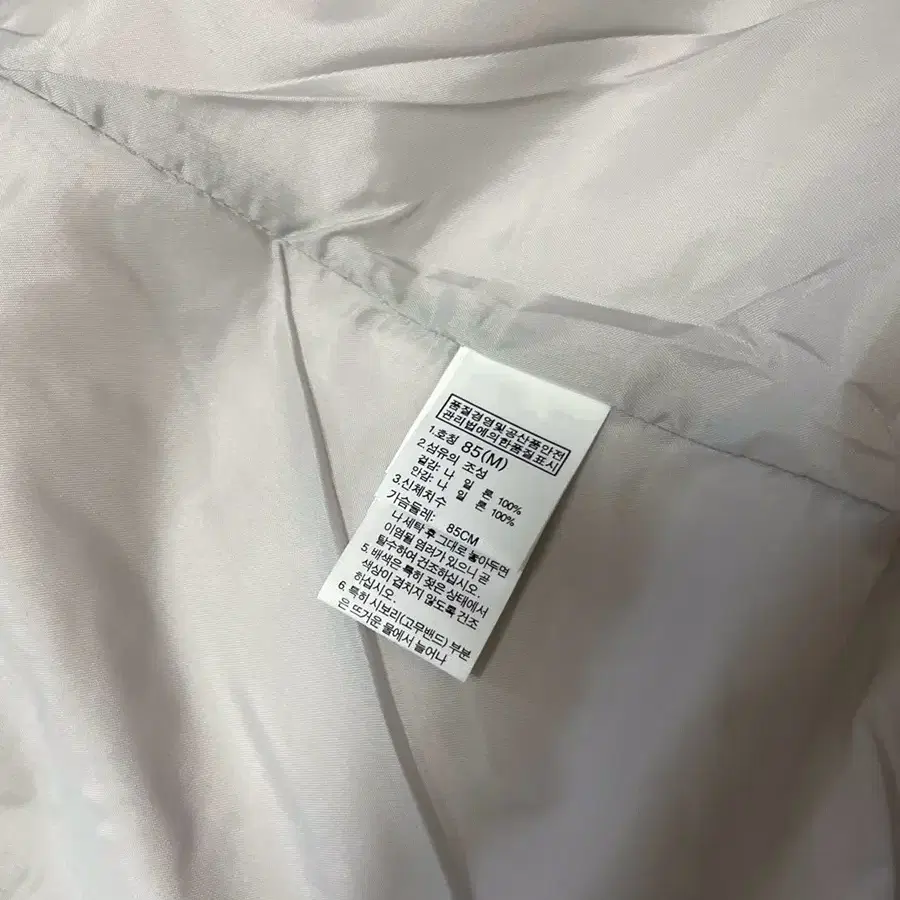 품질경영및공산품안전
관리법에의한품질표시
1.호칭 85(M)
2.섬유의 조성
겉감: 나 일 론 100%
안감: 나 일 론 100%
3.신체치수
가슴둘레: 85CM
나 세탁 후 그대로 놓아두면
이염될 염려가 있으니 곧
탈수하여 건조하십시오.
5. 배색은 특히 젖은 상태에서
색상이 겹치지 않도록 건조
하십시오.
6. 특히 시보리(고무밴드) 부분
은 뜨거운 물에서 늘어나